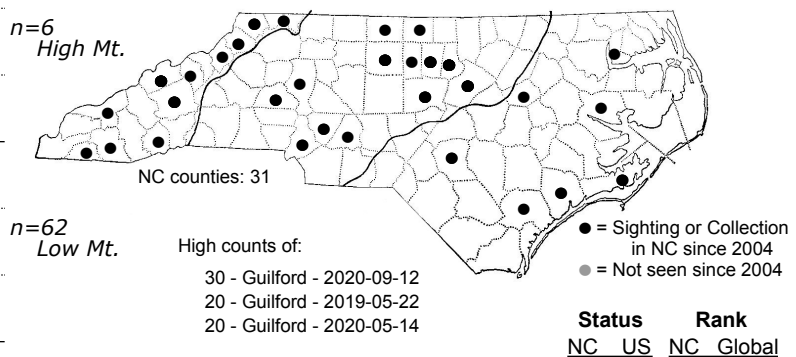 n=6
High Mt.
NC counties: 31
n=62
Low Mt.
High counts of:
30 - Guilford - 2020-09-12
20 - Guilford - 2019-05-22
20 - Guilford - 2020-05-14
● = Sighting or Collection
in NC since 2004
● = Not seen since 2004
Status Rank
NC US NC Global